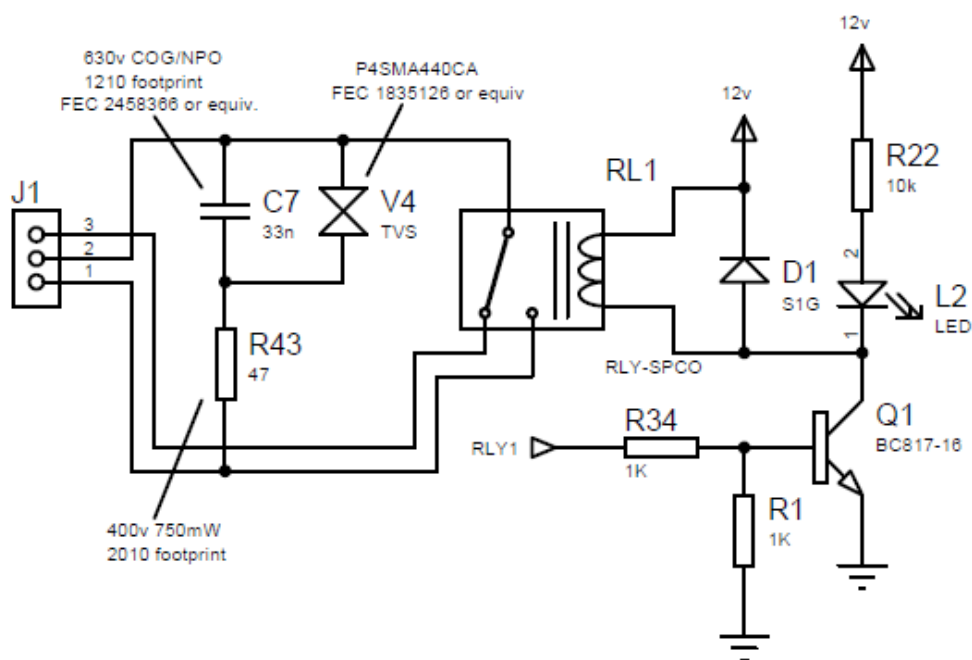 12v
630v COG/NPO
1210 footprint
FEC 2458366 or equiv.
P4SMA440CA
FEC 1835126 or equiv
12v
RL1
R22
10k
J1
C7
33n
V4
TVS
3
2
1
2
D1
S1G
L2
LED
1
R43
47
RLY-SPCO
Q1
BC817-16
R34
RLY1
1K
R1
1K
400v 750mW
2010 footprint